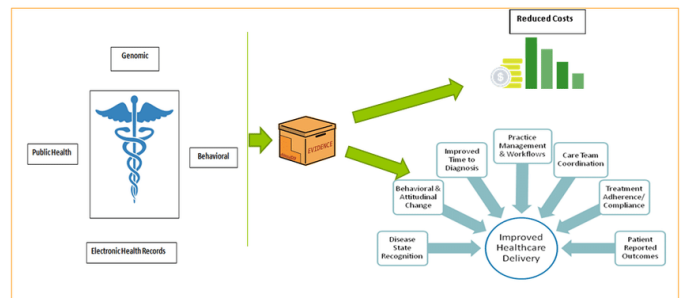 Reduced Costs
Genomic
Public Health
Behavioral
Electronic Health Records
EVIDENCE
Improved
Time to
Diagnosis
Practice
Management
& Workflows
Care Team
Coordination
Behavioral &
Attitudinal
Change
Treatment
Adherence/
Compliance
Disease
State
Recognition
Improved
Healthcare
Delivery
Patient
Reported
Outcomes